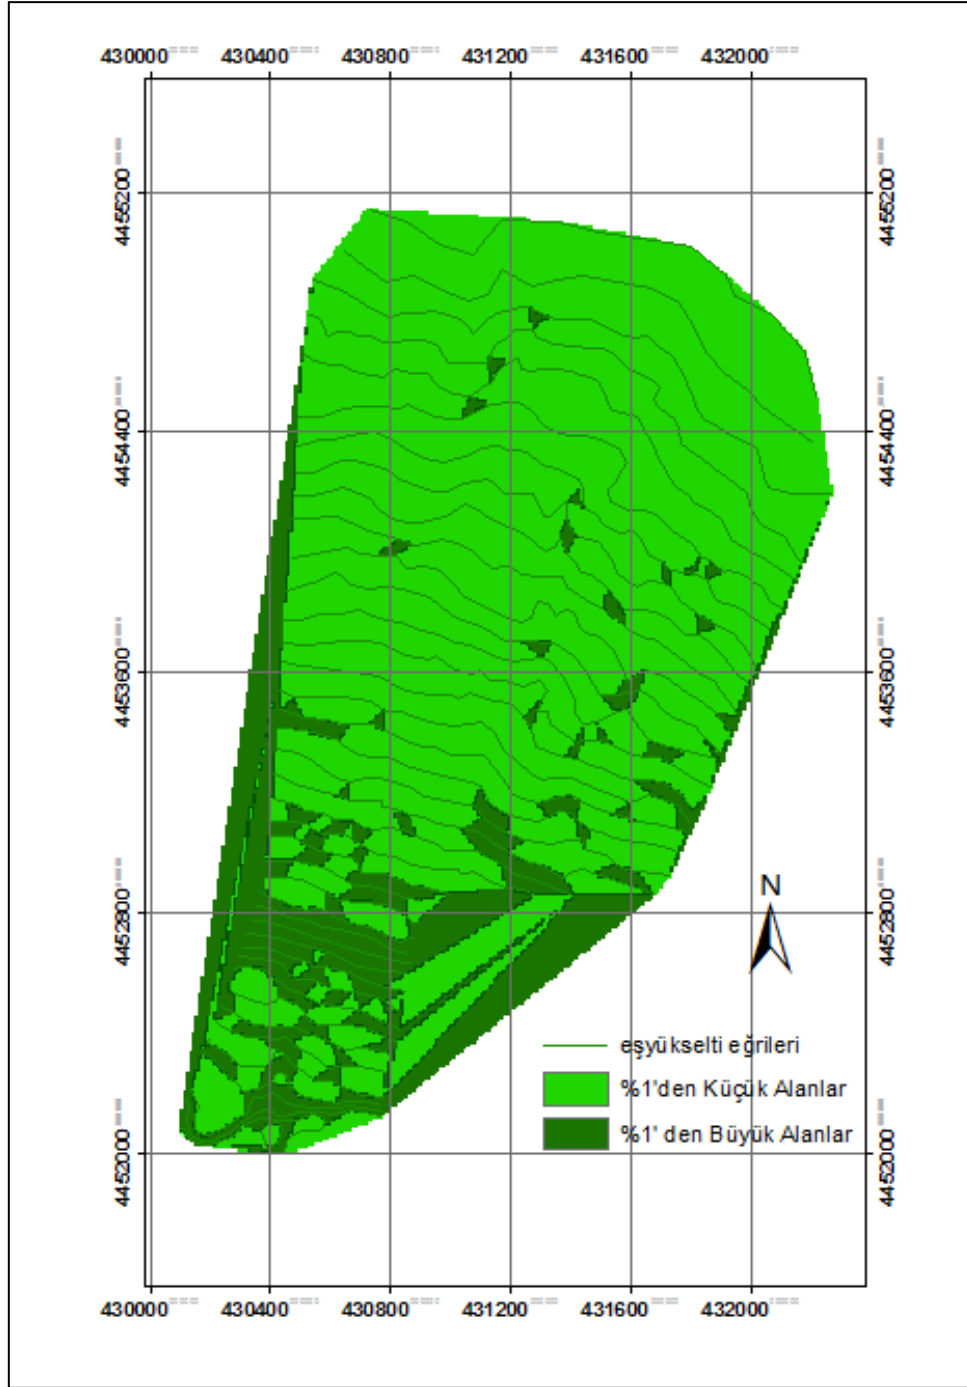 430000 430400 430800 431200 431600 432000
4455200 4455200
4454400 4454400
4453600 4453600
4452800 4452800
N
eşyükselti eğrileri
%1'den Küçük Alanlar
%1' den Büyük Alanlar
4452000 4452000
430000 430400 430800 431200 431600 432000